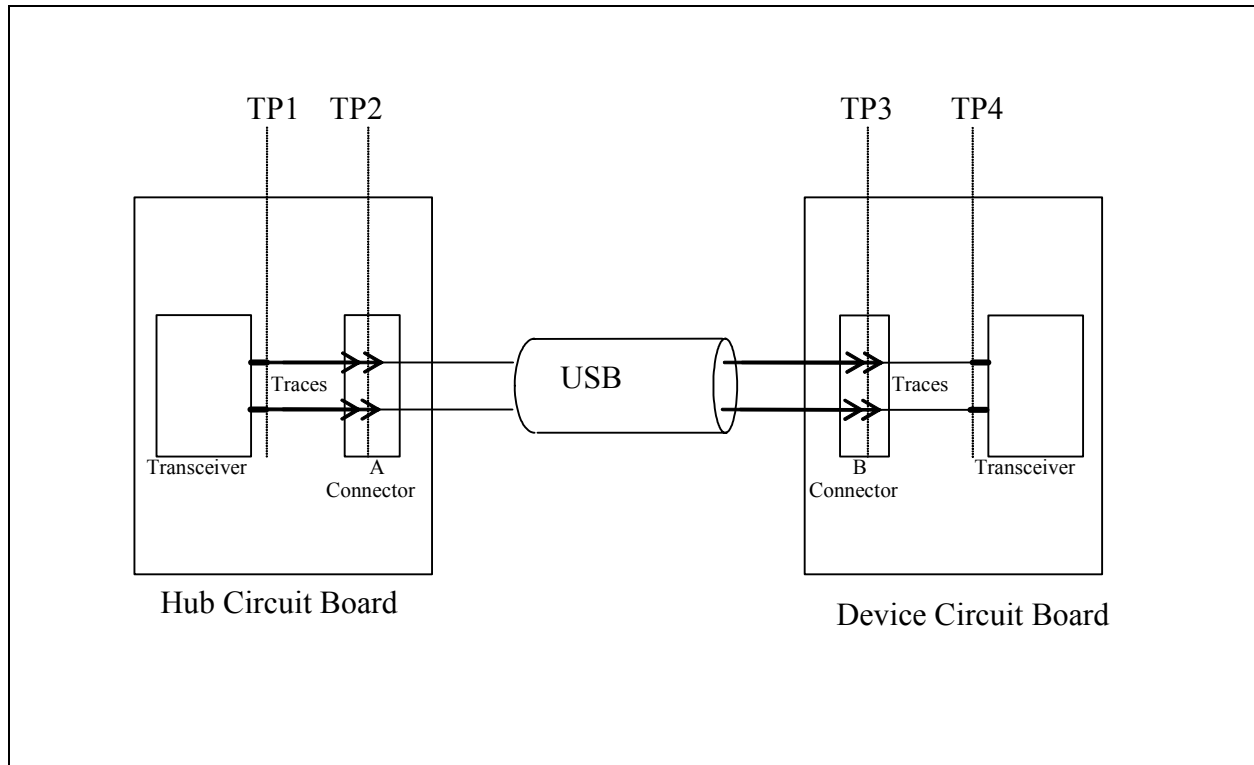 TP1 TP2 TP3 TP4
USB
Traces Traces
Transceiver A B Transceiver
Connector Connector
Hub Circuit Board
Device Circuit Board